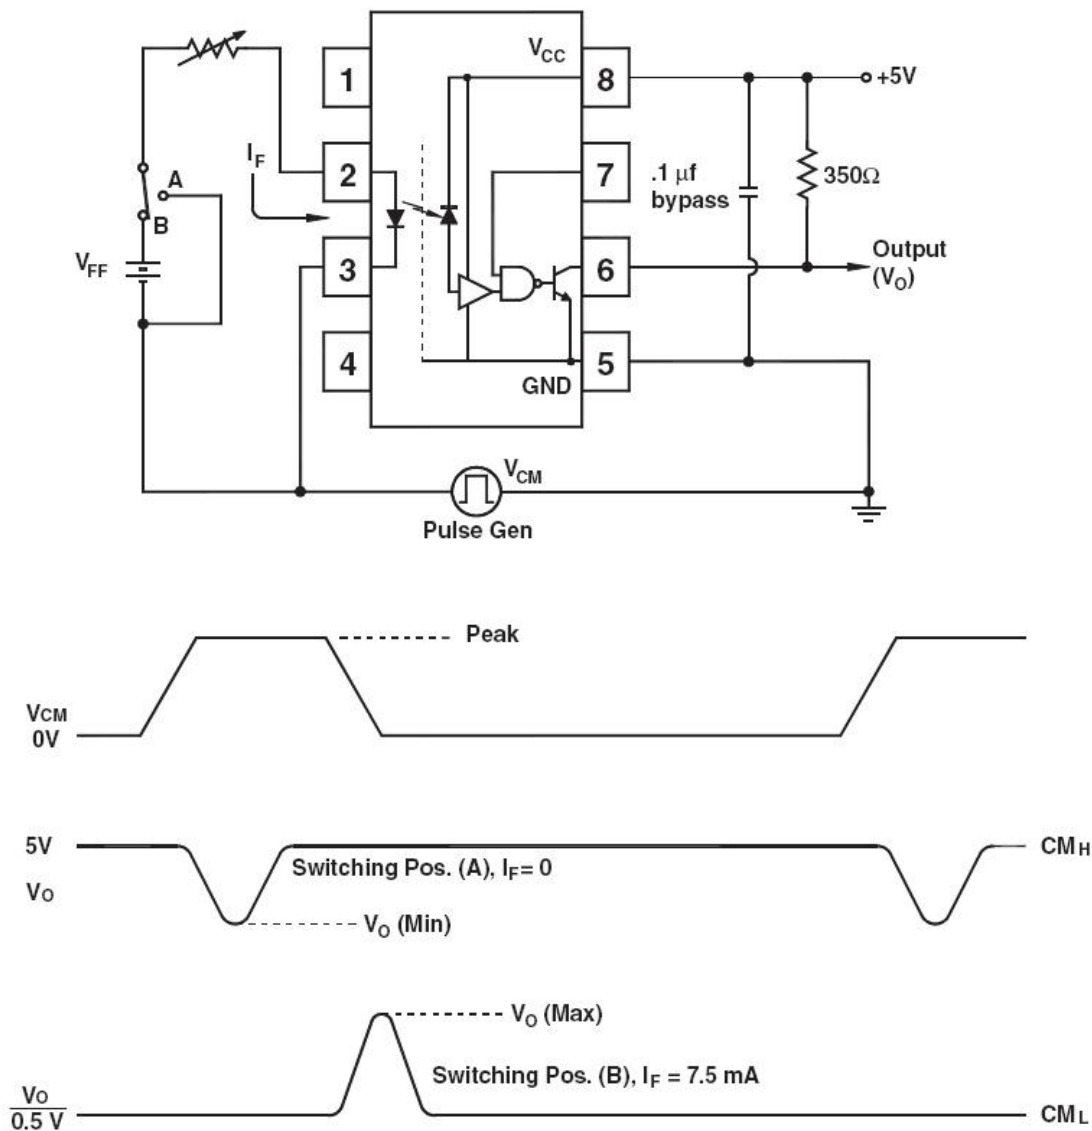 V_CC
1
8
+5V
I_F
A
2
7
.1 μf
bypass
350Ω
B
V_FF
3
6
Output
(V_O)
4
5
GND
V_CM
Pulse Gen
Peak
VCM
0V
5V
CM_H
Switching Pos. (A), I_F= 0
V_O
V_O (Min)
V_O (Max)
Switching Pos. (B), I_F = 7.5 mA
V_O
0.5 V
CM_L